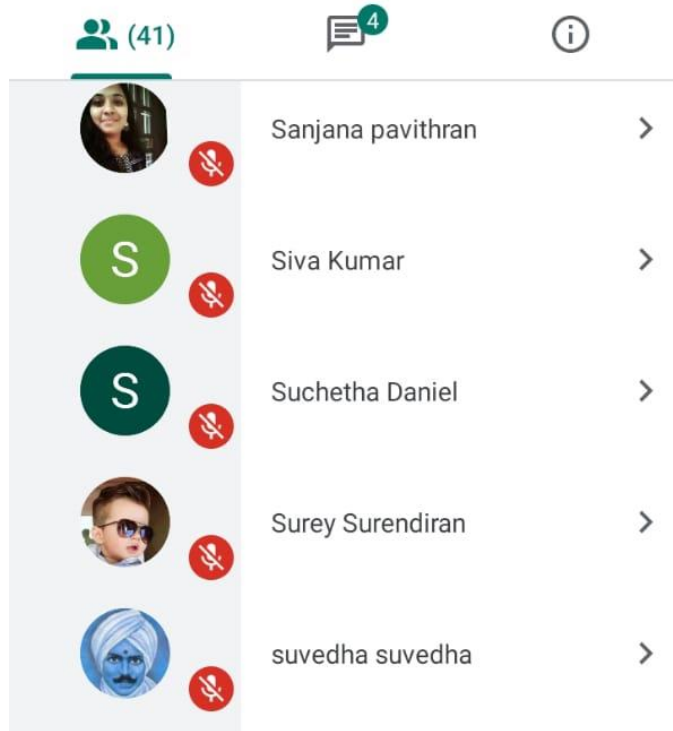 (41) 4
Sanjana pavithran
S Siva Kumar
S Suchetha Daniel
Surey Surendiran
suvedha suvedha